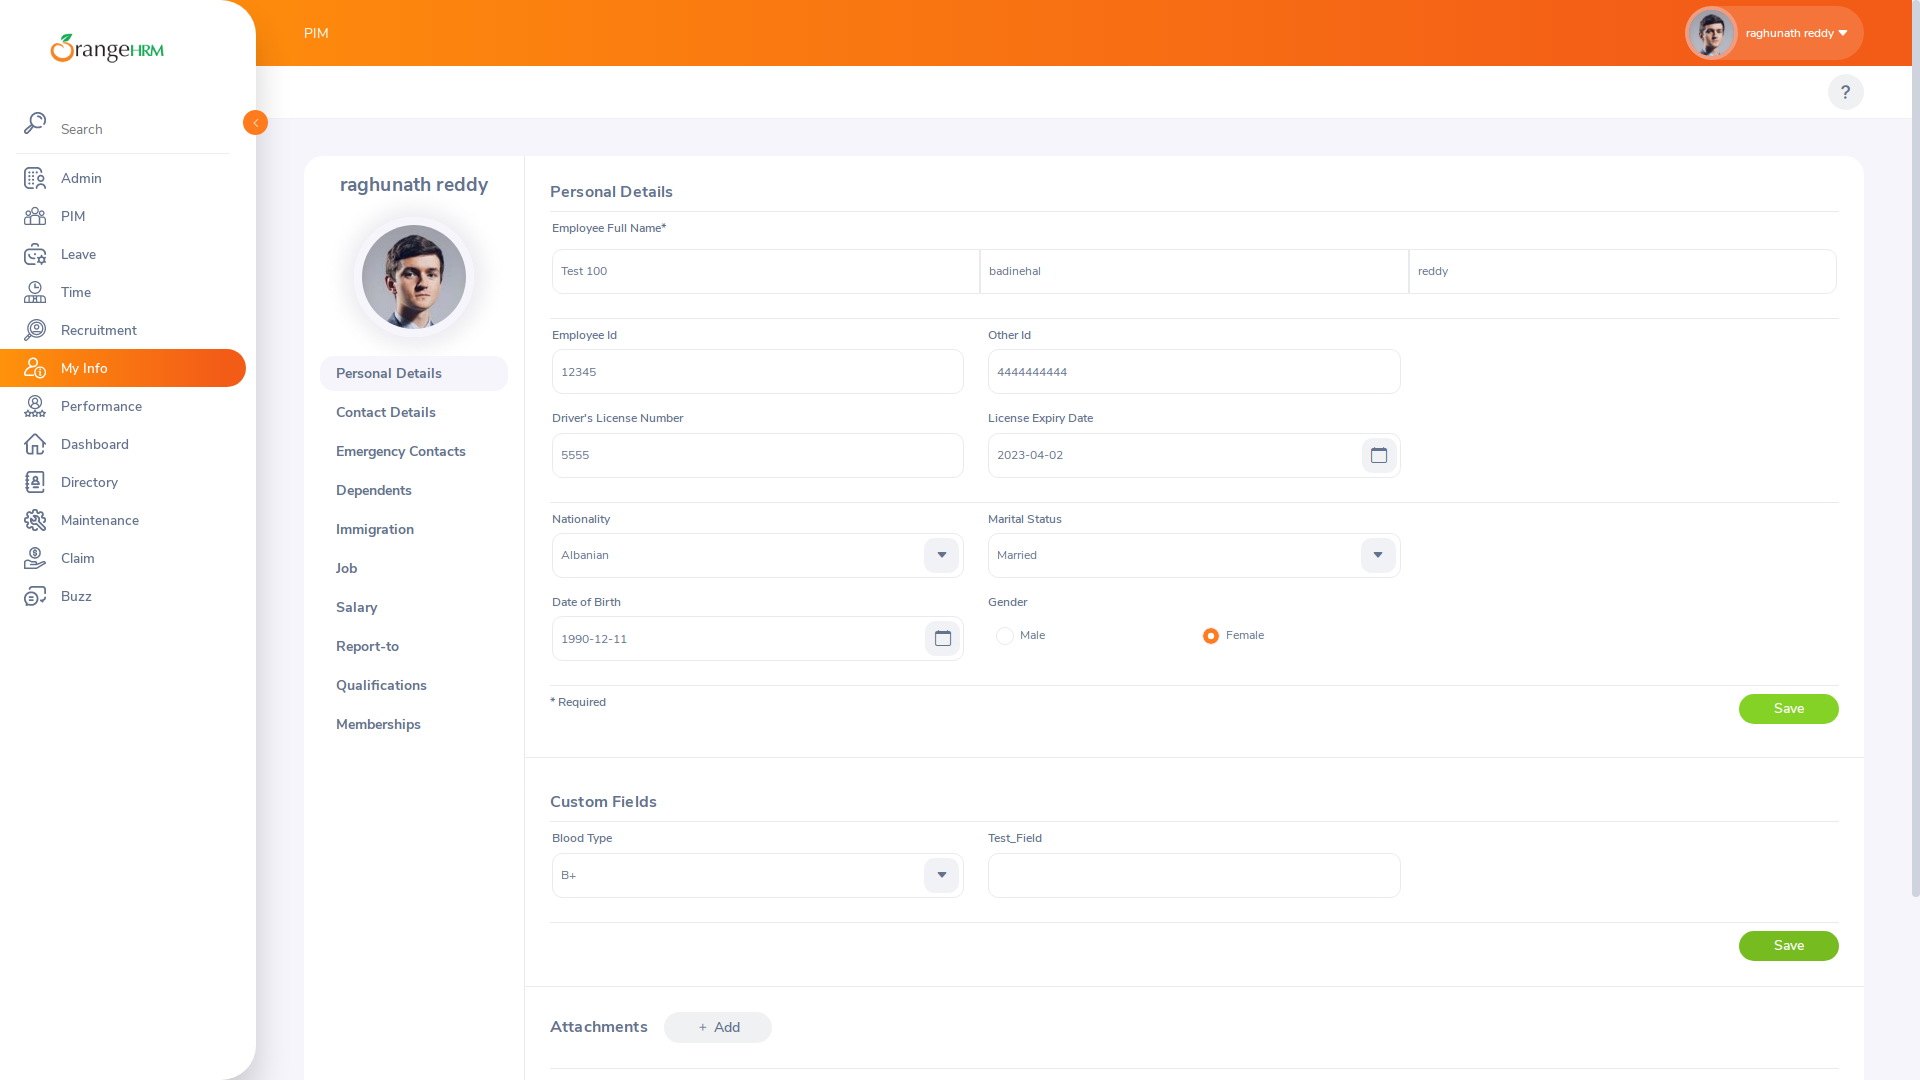 PIM
raghunath reddy
OrangeHRM
?
Search
Admin
PIM
Leave
Time
Recruitment
My Info
Performance
Dashboard
Directory
Maintenance
Claim
Buzz
raghunath reddy
Personal Details
Contact Details
Emergency Contacts
Dependents
Immigration
Job
Salary
Report-to
Qualifications
Memberships
Personal Details
Employee Full Name*
Test 100 badinehal reddy
Employee Id Other Id
12345 4444444444
Driver's License Number License Expiry Date
5555 2023-04-02
Nationality Marital Status
Albanian Married
Date of Birth Gender
1990-12-11 Male Female
* Required
Save
Custom Fields
Blood Type Test_Field
B+
Save
Attachments + Add